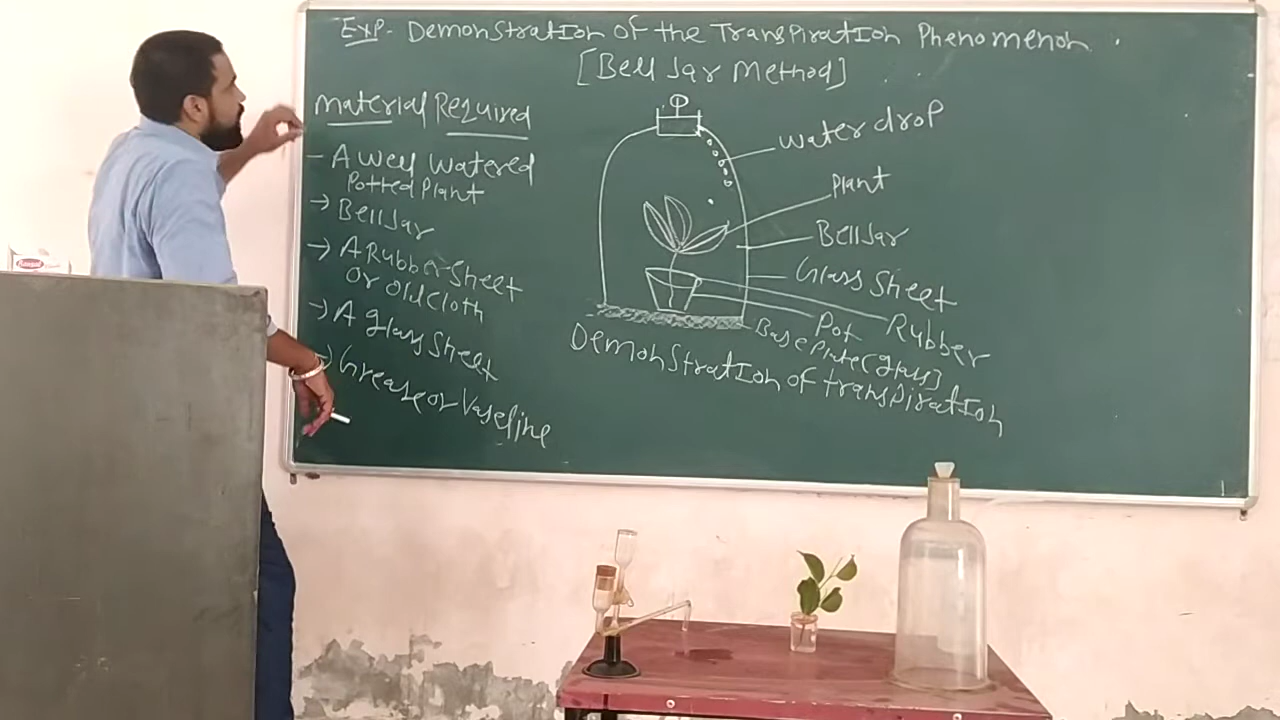 Exp- Demonstration of the Transpiration Phenomenon.
[Bell Jar Method]
Material Required
- A well watered
Potted Plant
→ Bell Jar
→ A Rubber Sheet
or old cloth
→ A glass Sheet
→ Grease or Vaseline
water drop
Plant
Bell Jar
Glass Sheet
Rubber
Pot
Base Plate (glass)
Demonstration of transpiration